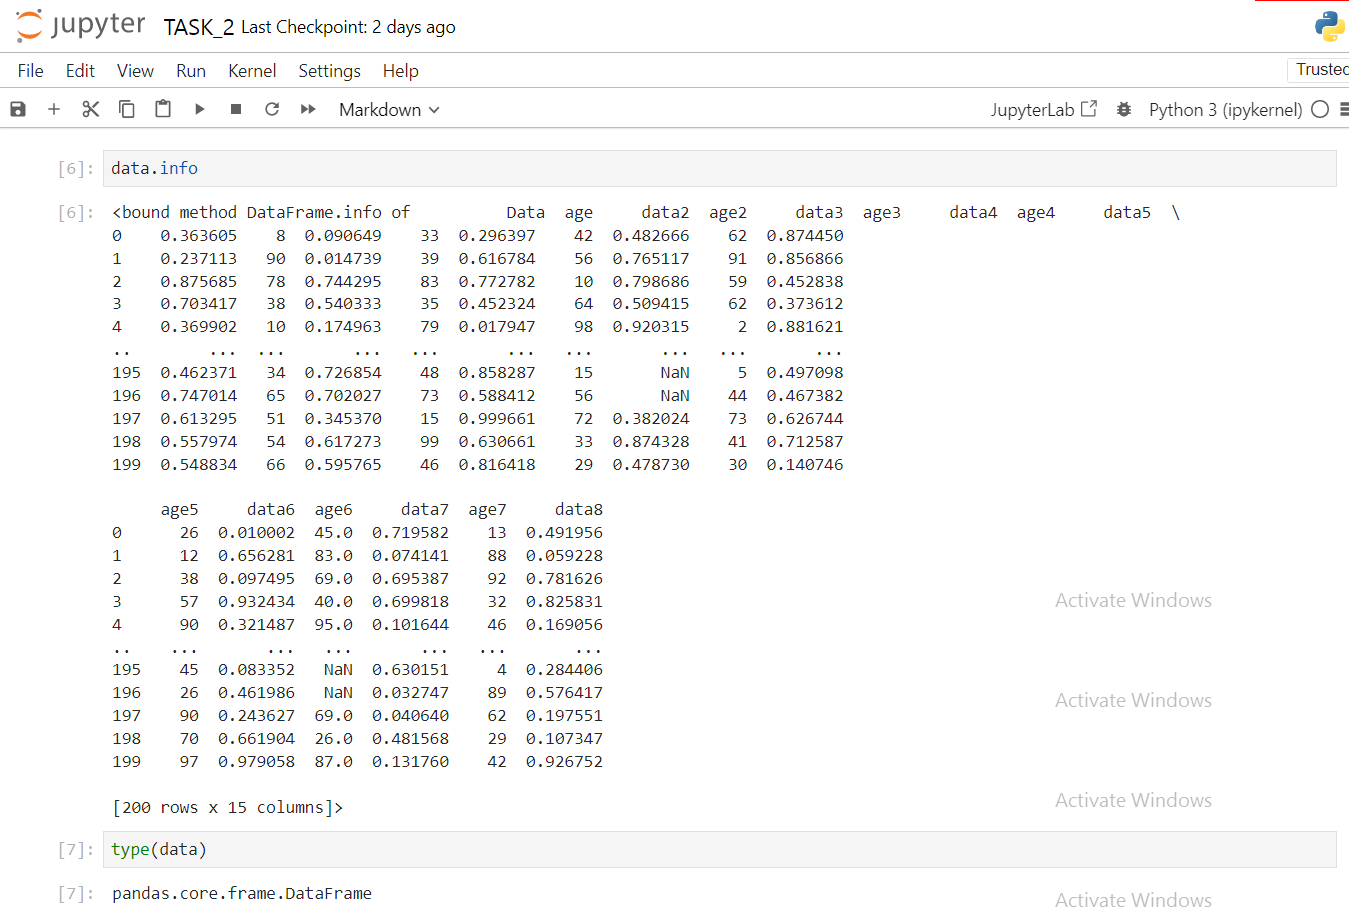 jupyter TASK_2 Last Checkpoint: 2 days ago
File Edit View Run Kernel Settings Help Trusted
Markdown JupyterLab Python 3 (ipykernel)
[6]: data.info
[6]: <bound method DataFrame.info of          Data  age     data2  age2     data3  age3     data4  age4     data5  \
0    0.363605    8  0.090649    33  0.296397    42  0.482666    62  0.874450
1    0.237113   90  0.014739    39  0.616784    56  0.765117    91  0.856866
2    0.875685   78  0.744295    83  0.772782    10  0.798686    59  0.452838
3    0.703417   38  0.540333    35  0.452324    64  0.509415    62  0.373612
4    0.369902   10  0.174963    79  0.017947    98  0.920315     2  0.881621
..        ...  ...       ...   ...       ...   ...       ...   ...       ...
195  0.462371   34  0.726854    48  0.858287    15       NaN     5  0.497098
196  0.747014   65  0.702027    73  0.588412    56       NaN    44  0.467382
197  0.613295   51  0.345370    15  0.999661    72  0.382024    73  0.626744
198  0.557974   54  0.617273    99  0.630661    33  0.874328    41  0.712587
199  0.548834   66  0.595765    46  0.816418    29  0.478730    30  0.140746
     age5     data6  age6     data7  age7     data8
0      26  0.010002  45.0  0.719582    13  0.491956
1      12  0.656281  83.0  0.074141    88  0.059228
2      38  0.097495  69.0  0.695387    92  0.781626
3      57  0.932434  40.0  0.699818    32  0.825831
Activate Windows
4      90  0.321487  95.0  0.101644    46  0.169056
..    ...       ...   ...       ...   ...       ...
195    45  0.083352   NaN  0.630151     4  0.284406
196    26  0.461986   NaN  0.032747    89  0.576417
Activate Windows
197    90  0.243627  69.0  0.040640    62  0.197551
198    70  0.661904  26.0  0.481568    29  0.107347
199    97  0.979058  87.0  0.131760    42  0.926752
Activate Windows
[200 rows x 15 columns]>
[7]: type(data)
[7]: pandas.core.frame.DataFrame
Activate Windows